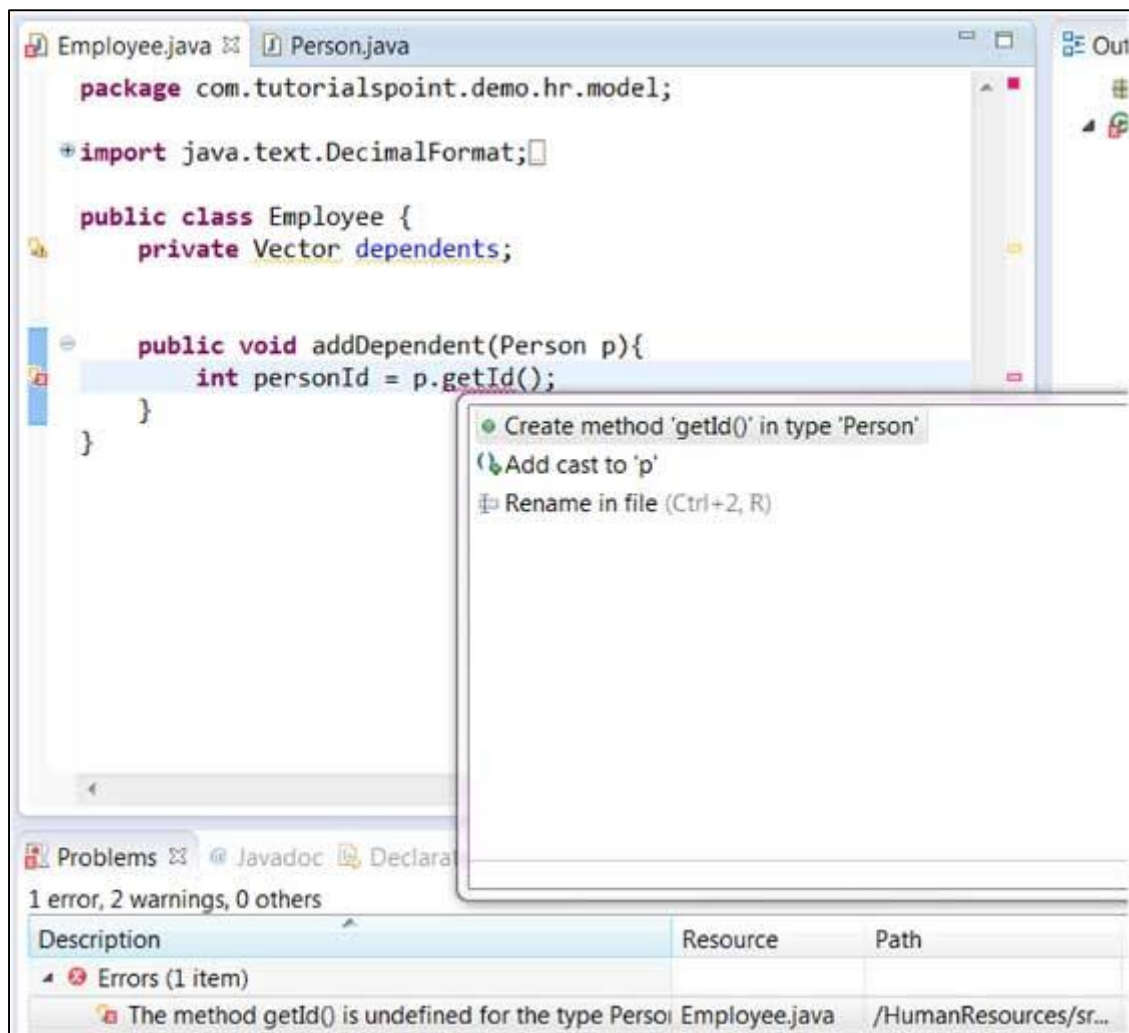 Employee.java Person.java
Out
package com.tutorialspoint.demo.hr.model;
import java.text.DecimalFormat;
public class Employee {
private Vector dependents;
public void addDependent(Person p){
int personId = p.getId();
}
}
Create method 'getId()' in type 'Person'
Add cast to 'p'
Rename in file (Ctrl+2, R)
Problems @ Javadoc Declarat
1 error, 2 warnings, 0 others
Description Resource Path
Errors (1 item)
The method getId() is undefined for the type Person Employee.java /HumanResources/sr...